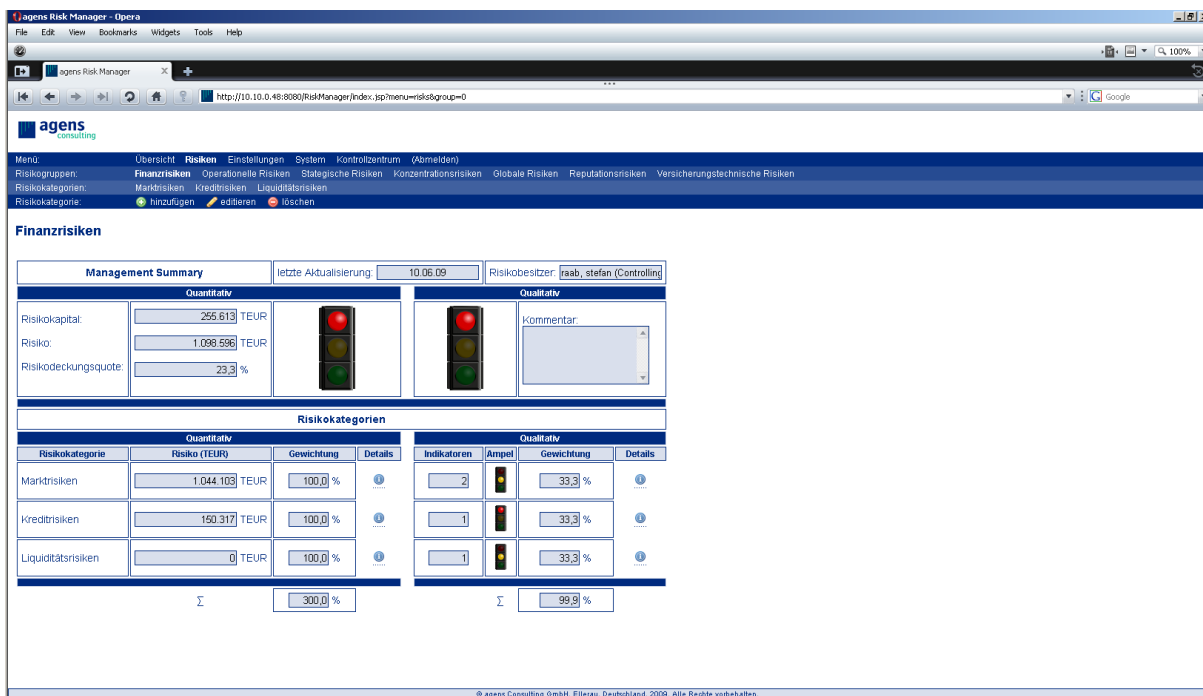 agens Risk Manager - Opera
File Edit View Bookmarks Widgets Tools Help
100%
agens Risk Manager
http://10.10.0.48:8080/RiskManager/index.jsp?menu=risks&group=0
Google
agens
consulting
Menü: Übersicht Risiken Einstellungen System Kontrollzentrum (Abmelden)
Risikogruppen: Finanzrisiken Operationelle Risiken Stategische Risiken Konzentrationsrisiken Globale Risiken Reputationsrisiken Versicherungstechnische Risiken
Risikokategorien: Marktrisiken Kreditrisiken Liquiditätsrisiken
Risikokategorie: hinzufügen editieren löschen
Finanzrisiken
Management Summary letzte Aktualisierung: 10.06.09 Risikobesitzer: raab, stefan (Controlling
Quantitativ Qualitativ
Risikokapital: 255.613 TEUR Kommentar:
Risiko: 1.098.596 TEUR
Risikodeckungsquote: 23,3 %
Risikokategorien
Quantitativ Qualitativ
Risikokategorie Risiko (TEUR) Gewichtung Details Indikatoren Ampel Gewichtung Details
Marktrisiken 1.044.103 TEUR 100,0 % 2 33,3 %
Kreditrisiken 150.317 TEUR 100,0 % 1 33,3 %
Liquiditätsrisiken 0 TEUR 100,0 % 1 33,3 %
Σ 300,0 % Σ 99,9 %
© agens Consulting GmbH, Ellerau, Deutschland, 2009. Alle Rechte vorbehalten.